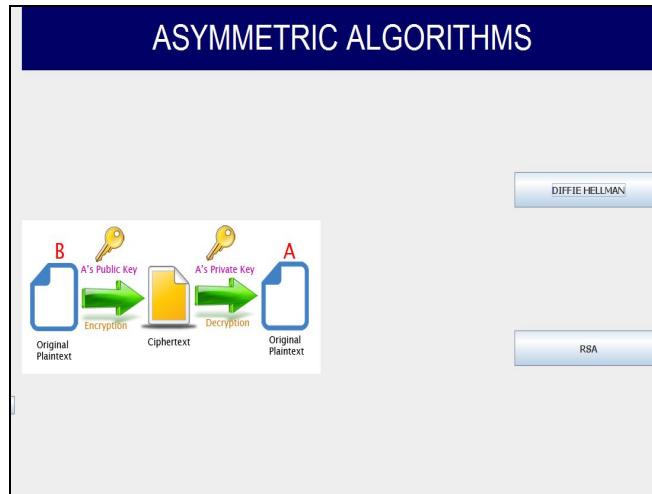 ASYMMETRIC ALGORITHMS
DIFFIE HELLMAN
B
A
A's Public Key
A's Private Key
Encryption
Decryption
Original
Plaintext
Ciphertext
Original
Plaintext
RSA